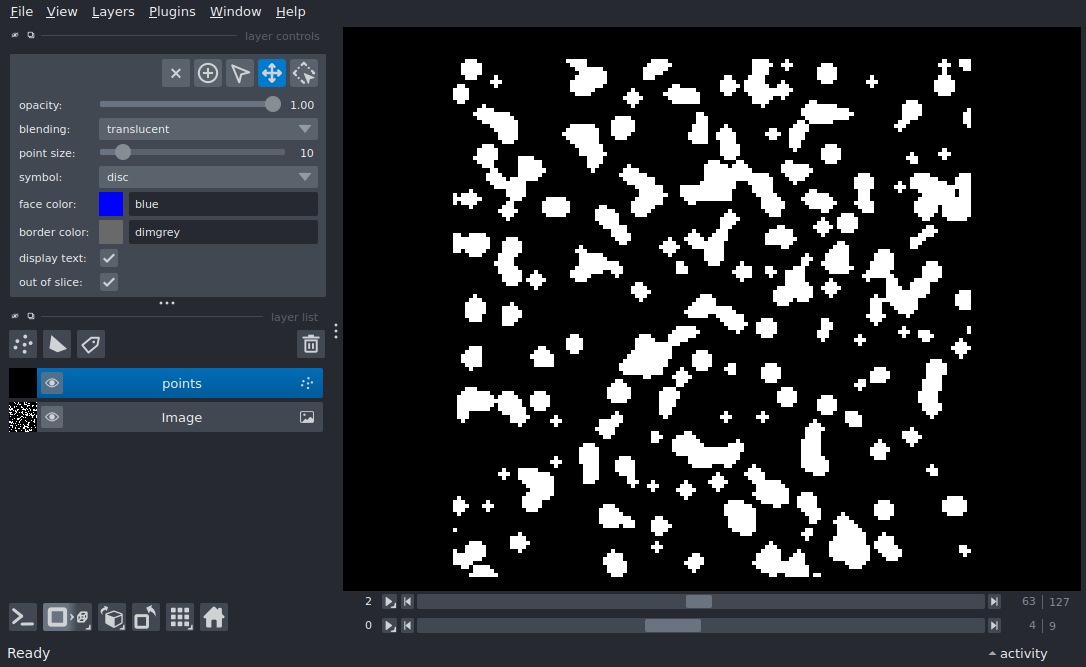 File View Layers Plugins Window Help
layer controls
opacity: 1.00
blending: translucent
point size: 10
symbol: disc
face color: blue
border color: dimgrey
display text:
out of slice:
layer list
points
Image
2 63 | 127
0 4 | 9
Ready activity